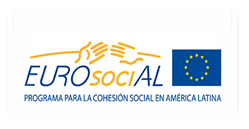 EUROsociAL
PROGRAMA PARA LA COHESIÓN SOCIAL EN AMÉRICA LATINA